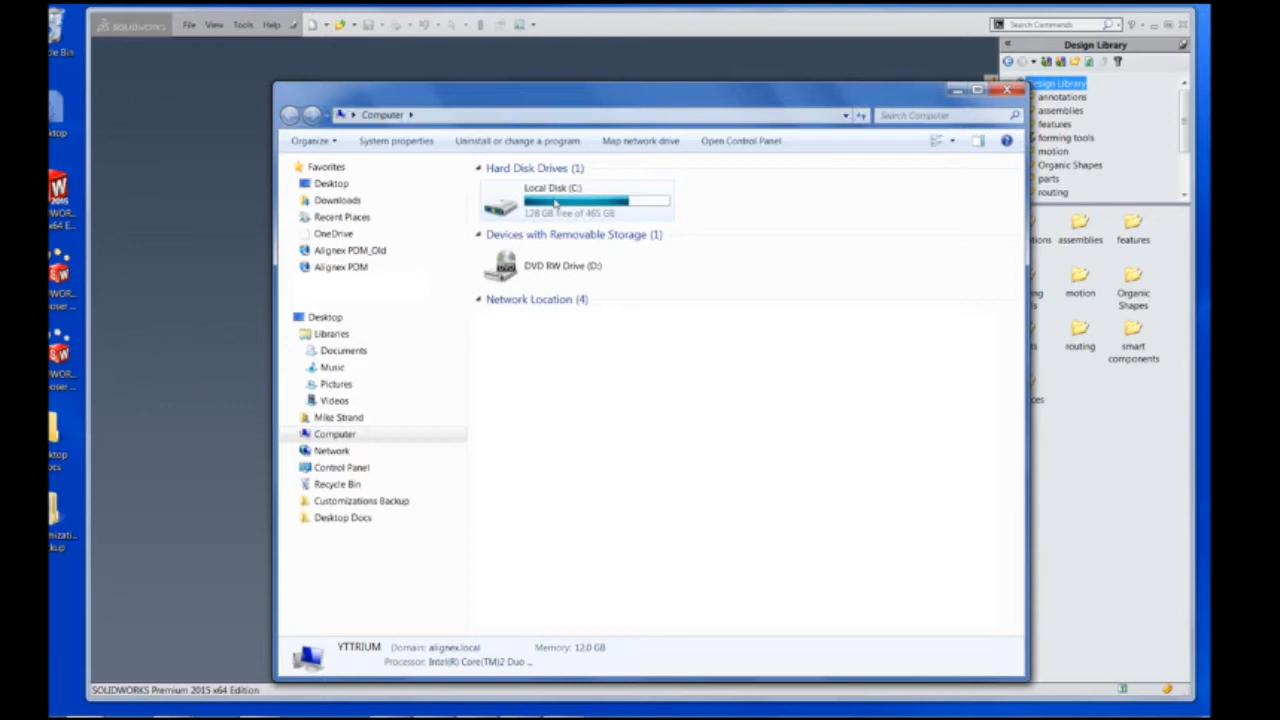 SOLIDWORKS File View Tools Help
Search Commands
Design Library
Design Library
annotations
assemblies
features
forming tools
motion
Organic Shapes
parts
routing
assemblies features
motion Organic Shapes
routing smart components
Computer
Search Computer
Organize System properties Uninstall or change a program Map network drive Open Control Panel
Favorites
Desktop
Downloads
Recent Places
OneDrive
Alignex PDM_Old
Alignex PDM
Desktop
Libraries
Documents
Music
Pictures
Videos
Mike Strand
Computer
Network
Control Panel
Recycle Bin
Customizations Backup
Desktop Docs
Hard Disk Drives (1)
Local Disk (C:)
128 GB free of 465 GB
Devices with Removable Storage (1)
DVD RW Drive (D:)
Network Location (4)
YTTRIUM Domain: alignex.local Memory: 12.0 GB
Processor: Intel(R) Core(TM)2 Duo ...
SOLIDWORKS Premium 2015 x64 Edition